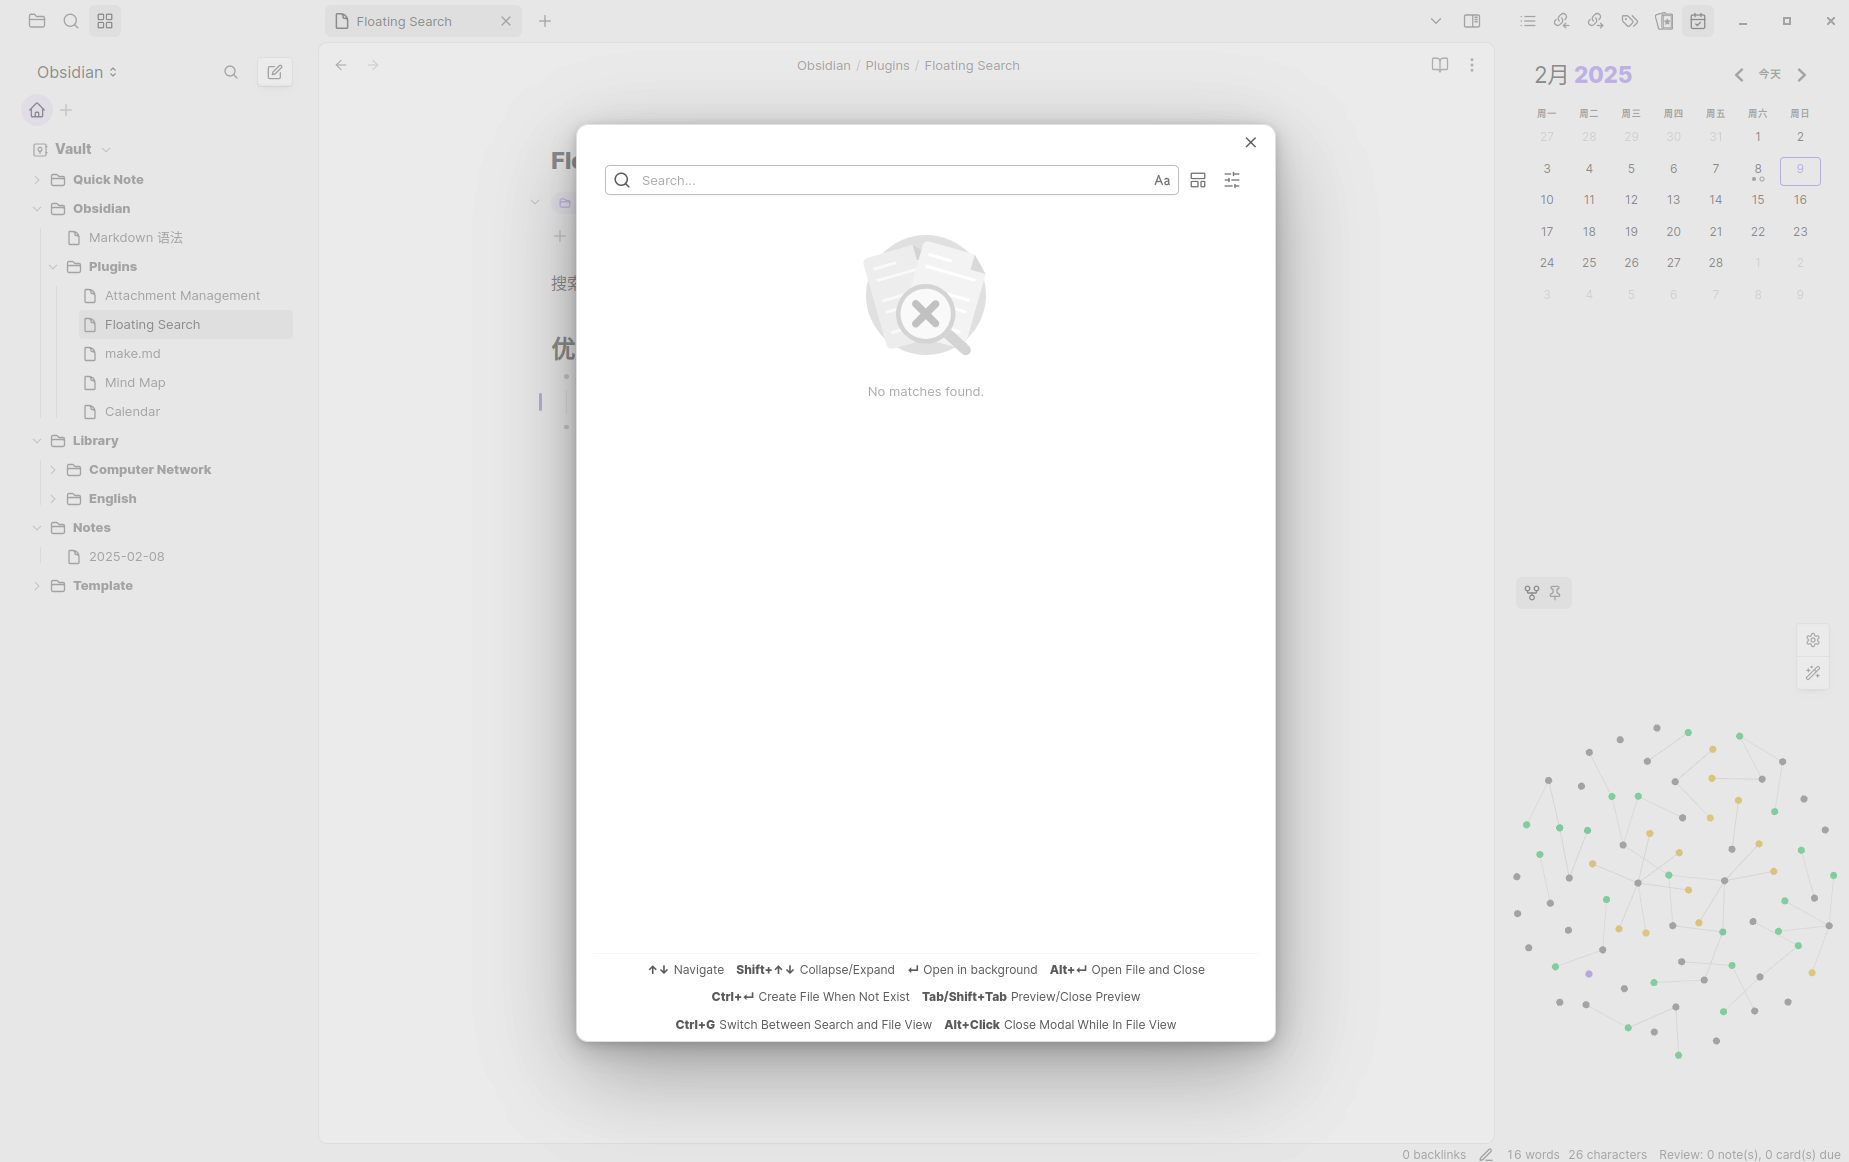 Floating Search
Obsidian
Obsidian / Plugins / Floating Search
Vault
Quick Note
Obsidian
Markdown 语法
Plugins
Attachment Management
Floating Search
make.md
Mind Map
Calendar
Library
Computer Network
English
Notes
2025-02-08
Template
搜索
优
Search...
Aa
No matches found.
↑↓ Navigate Shift+↑↓ Collapse/Expand ↵ Open in background Alt+↵ Open File and Close
Ctrl+↵ Create File When Not Exist Tab/Shift+Tab Preview/Close Preview
Ctrl+G Switch Between Search and File View Alt+Click Close Modal While In File View
2月 2025
今天
周一 周二 周三 周四 周五 周六 周日
27 28 29 30 31 1 2
3 4 5 6 7 8 9
10 11 12 13 14 15 16
17 18 19 20 21 22 23
24 25 26 27 28 1 2
3 4 5 6 7 8 9
0 backlinks 16 words 26 characters Review: 0 note(s), 0 card(s) due